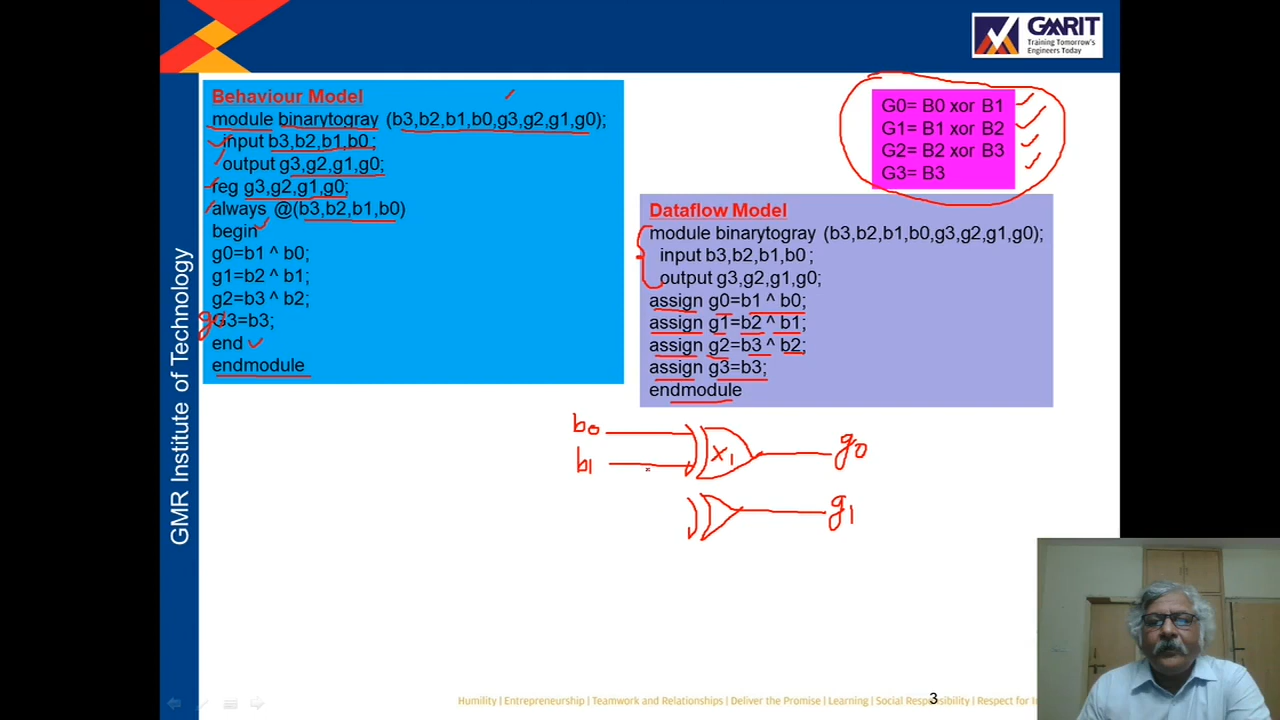 GMRIT
Training Tomorrow's
Engineers Today
Behaviour Model
module binarytogray (b3,b2,b1,b0,g3,g2,g1,g0);
input b3,b2,b1,b0;
output g3,g2,g1,g0;
reg g3,g2,g1,g0;
always @(b3,b2,b1,b0)
begin
g0=b1 ^ b0;
g1=b2 ^ b1;
g2=b3 ^ b2;
g G3=b3;
end
endmodule
G0= B0 xor B1
G1= B1 xor B2
G2= B2 xor B3
G3= B3
Dataflow Model
module binarytogray (b3,b2,b1,b0,g3,g2,g1,g0);
input b3,b2,b1,b0 ;
output g3,g2,g1,g0;
assign g0=b1 ^ b0;
assign g1=b2 ^ b1;
assign g2=b3 ^ b2;
assign g3=b3;
endmodule
b0
b1
X1
g0
g1
GMR Institute of Technology
Humility | Entrepreneurship | Teamwork and Relationships | Deliver the Promise | Learning | Social Responsibility | Respect for
3